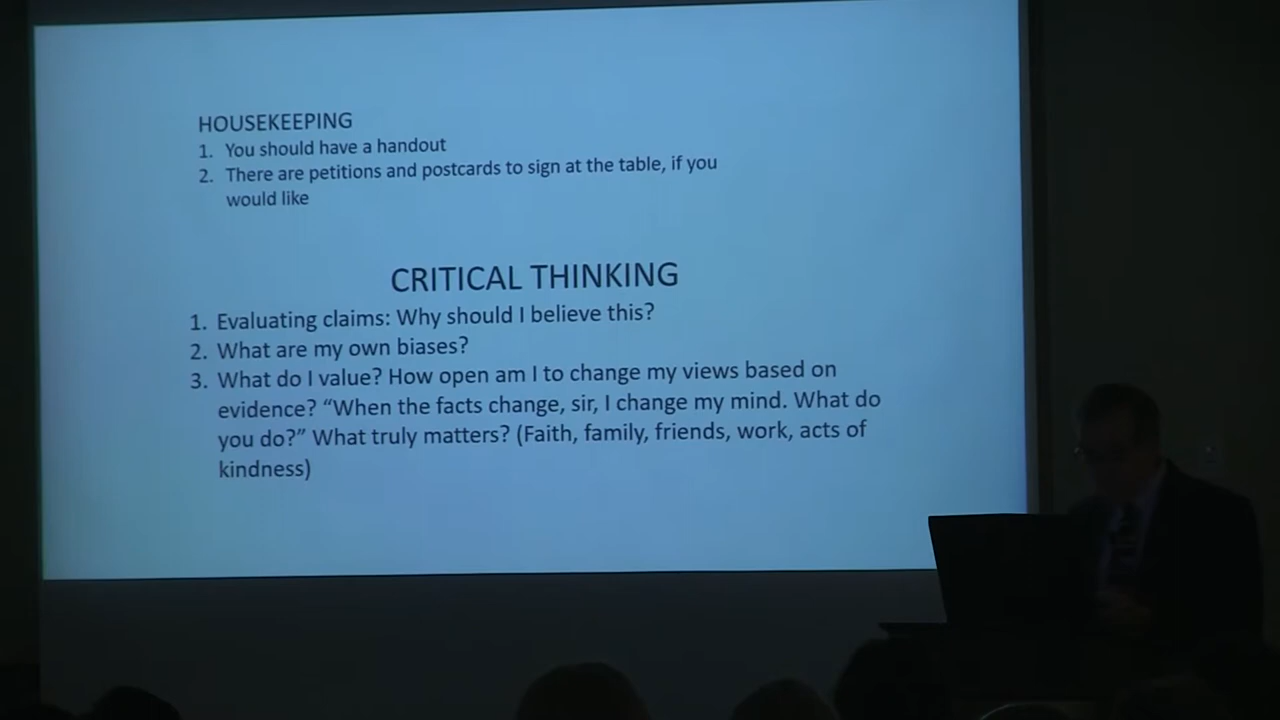 HOUSEKEEPING
1. You should have a handout
2. There are petitions and postcards to sign at the table, if you
would like
CRITICAL THINKING
1. Evaluating claims: Why should I believe this?
2. What are my own biases?
3. What do I value? How open am I to change my views based on
evidence? “When the facts change, sir, I change my mind. What do
you do?” What truly matters? (Faith, family, friends, work, acts of
kindness)